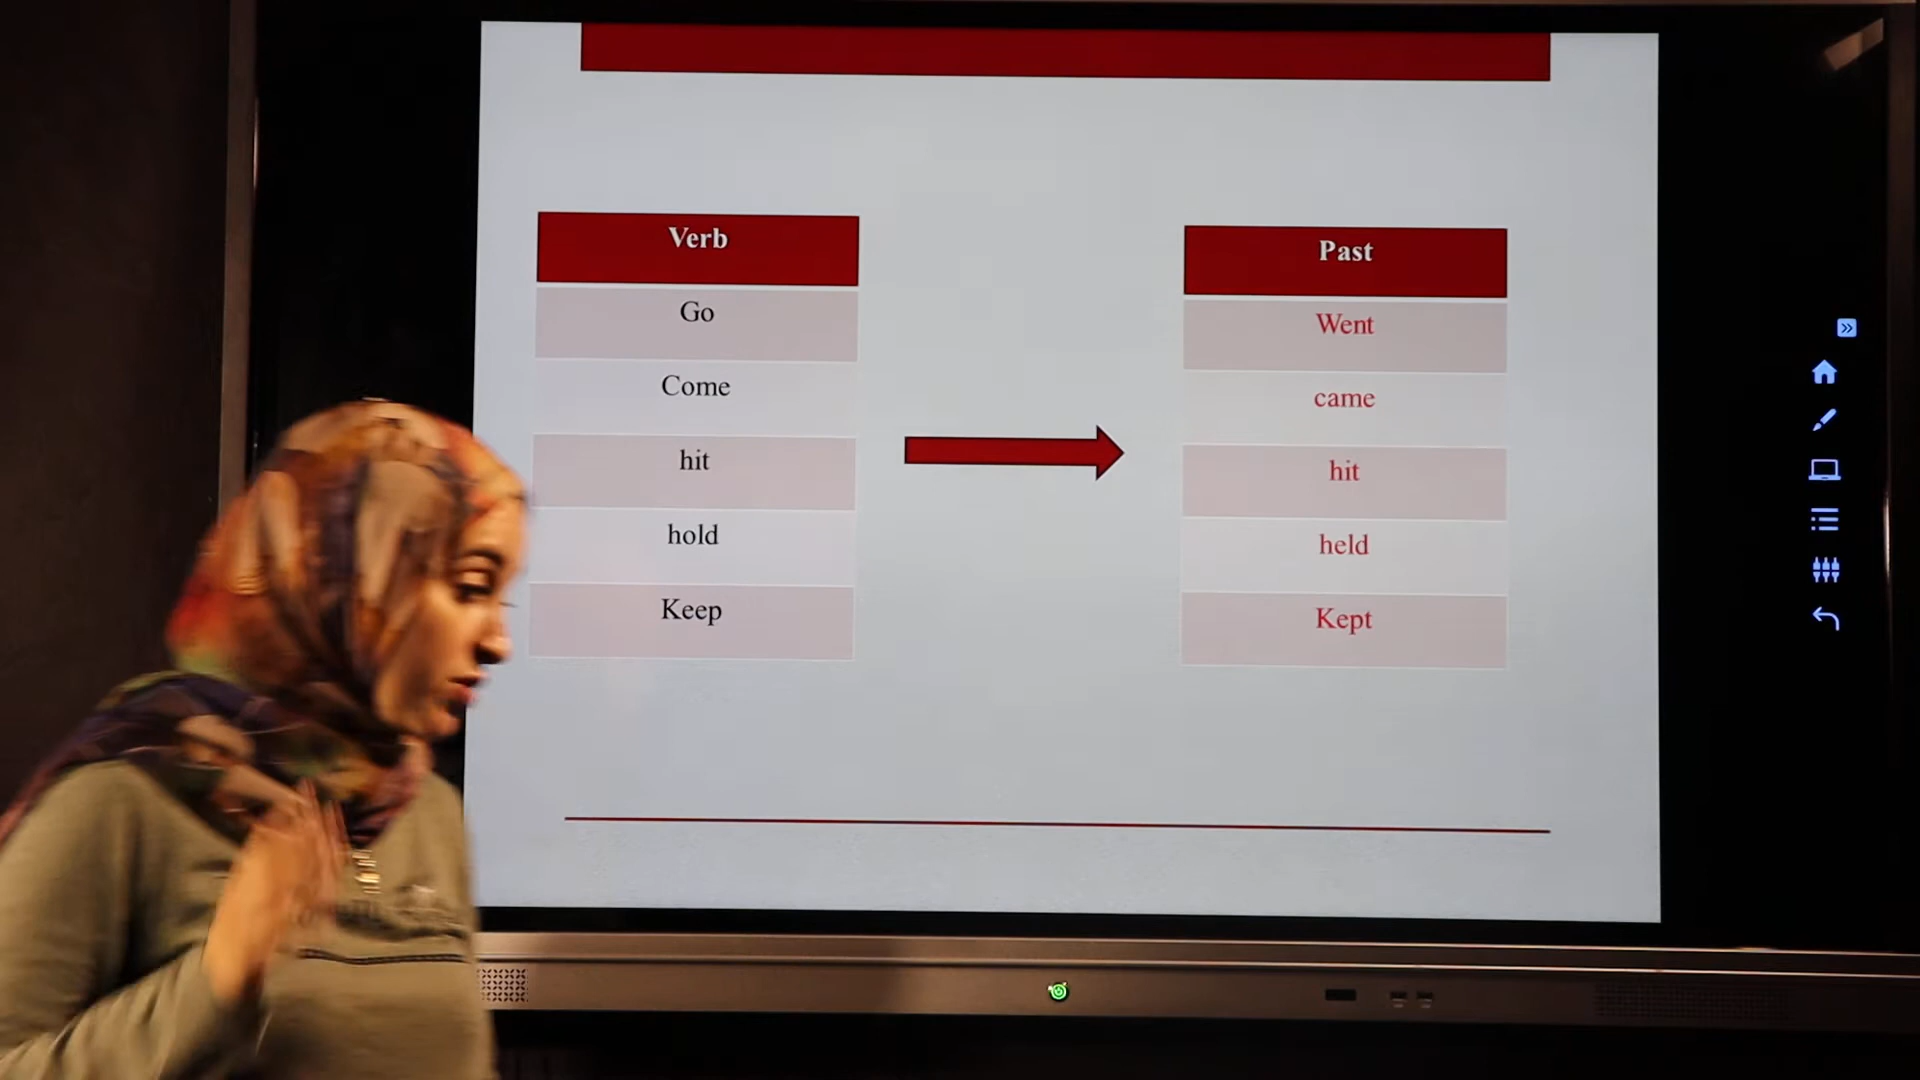 Verb
Go
Come
hit
hold
Keep
Past
Went
came
hit
held
Kept